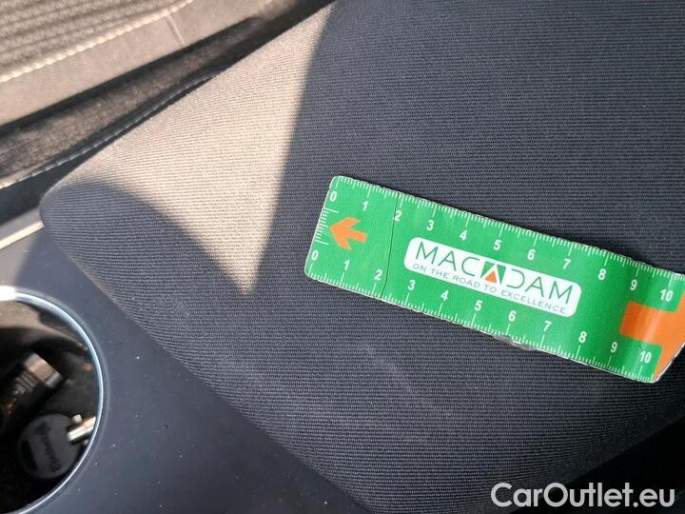 0 1 2 3 4 5 6 7 8 9 10
MACADAM
ON THE ROAD TO EXCELLENCE
0 1 2 3 4 5 6 7 8 9 10
CarOutlet.eu